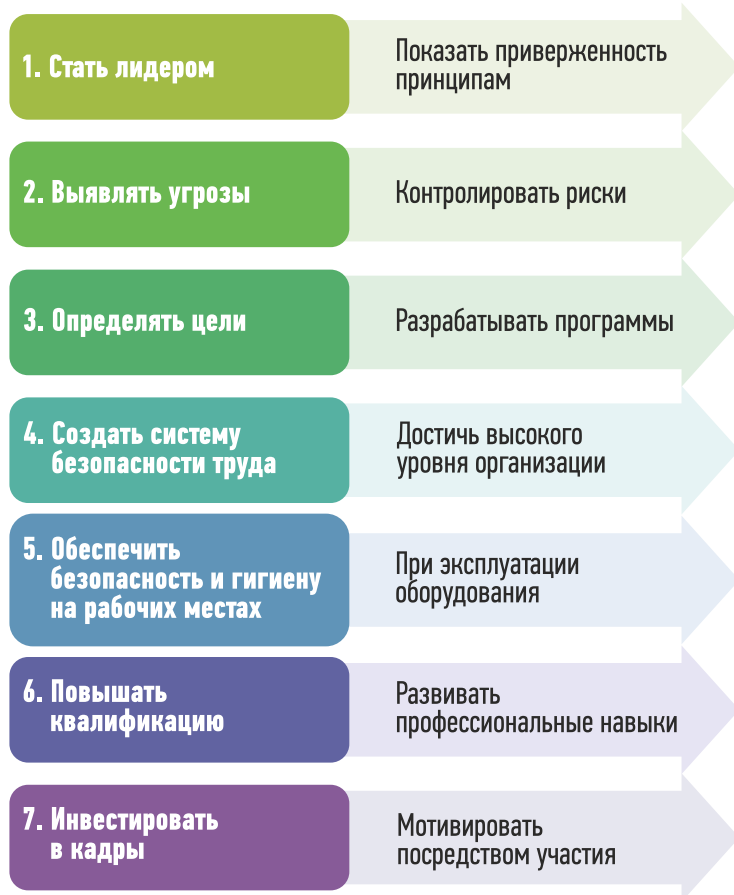 1. Стать лидером
Показать приверженность
принципам
2. Выявлять угрозы
Контролировать риски
3. Определять цели
Разрабатывать программы
4. Создать систему
безопасности труда
Достичь высокого
уровня организации
5. Обеспечить
безопасность и гигиену
на рабочих местах
При эксплуатации
оборудования
6. Повышать
квалификацию
Развивать
профессиональные навыки
7. Инвестировать
в кадры
Мотивировать
посредством участия